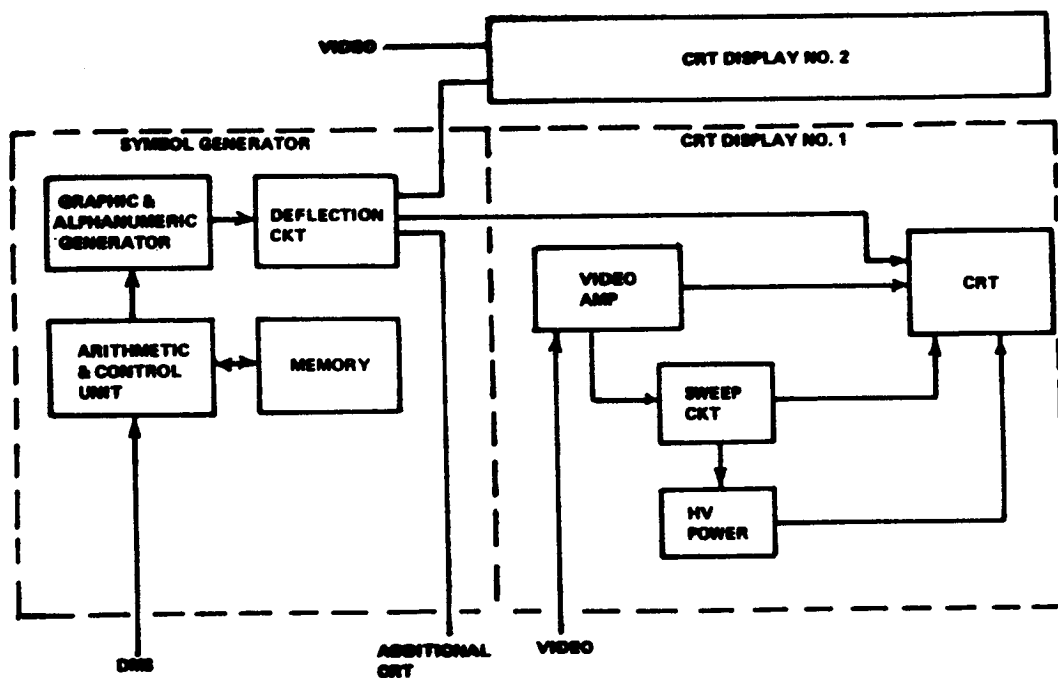 VIDEO
CRT DISPLAY NO. 2
SYMBOL GENERATOR
CRT DISPLAY NO. 1
GRAPHIC &
ALPHANUMERIC
GENERATOR
DEFLECTION
CKT
VIDEO
AMP
CRT
ARITHMETIC
& CONTROL
UNIT
MEMORY
SWEEP
CKT
HV
POWER
DMS
ADDITIONAL
CRT
VIDEO